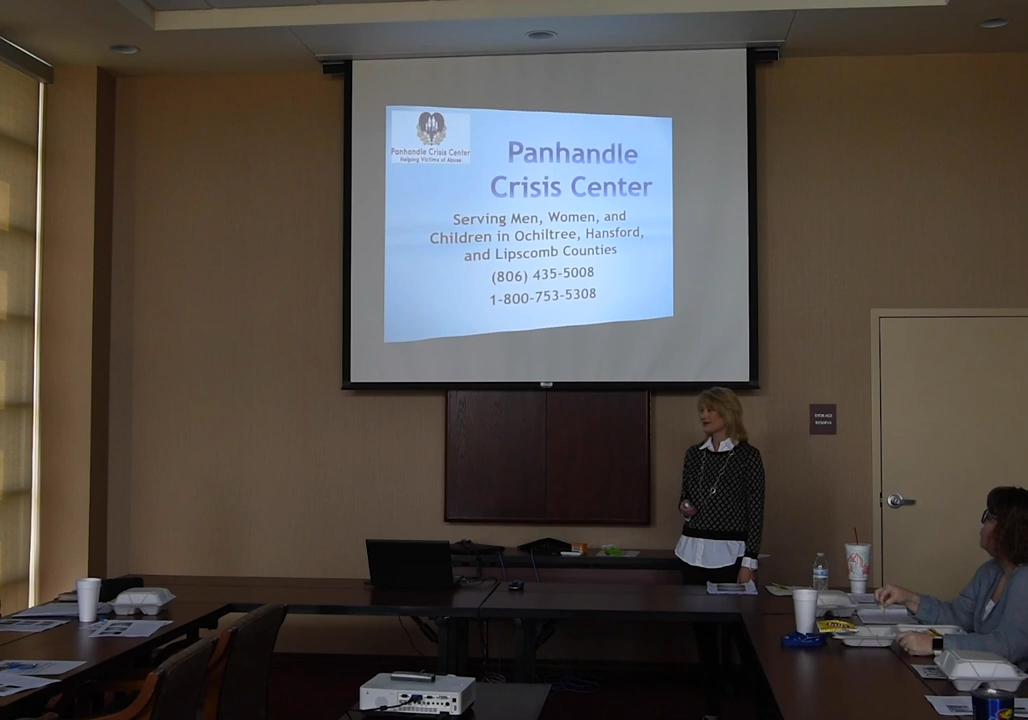 Panhandle Crisis Center
Helping Victims of Abuse
Panhandle
Crisis Center
Serving Men, Women, and
Children in Ochiltree, Hansford,
and Lipscomb Counties
(806) 435-5008
1-800-753-5308